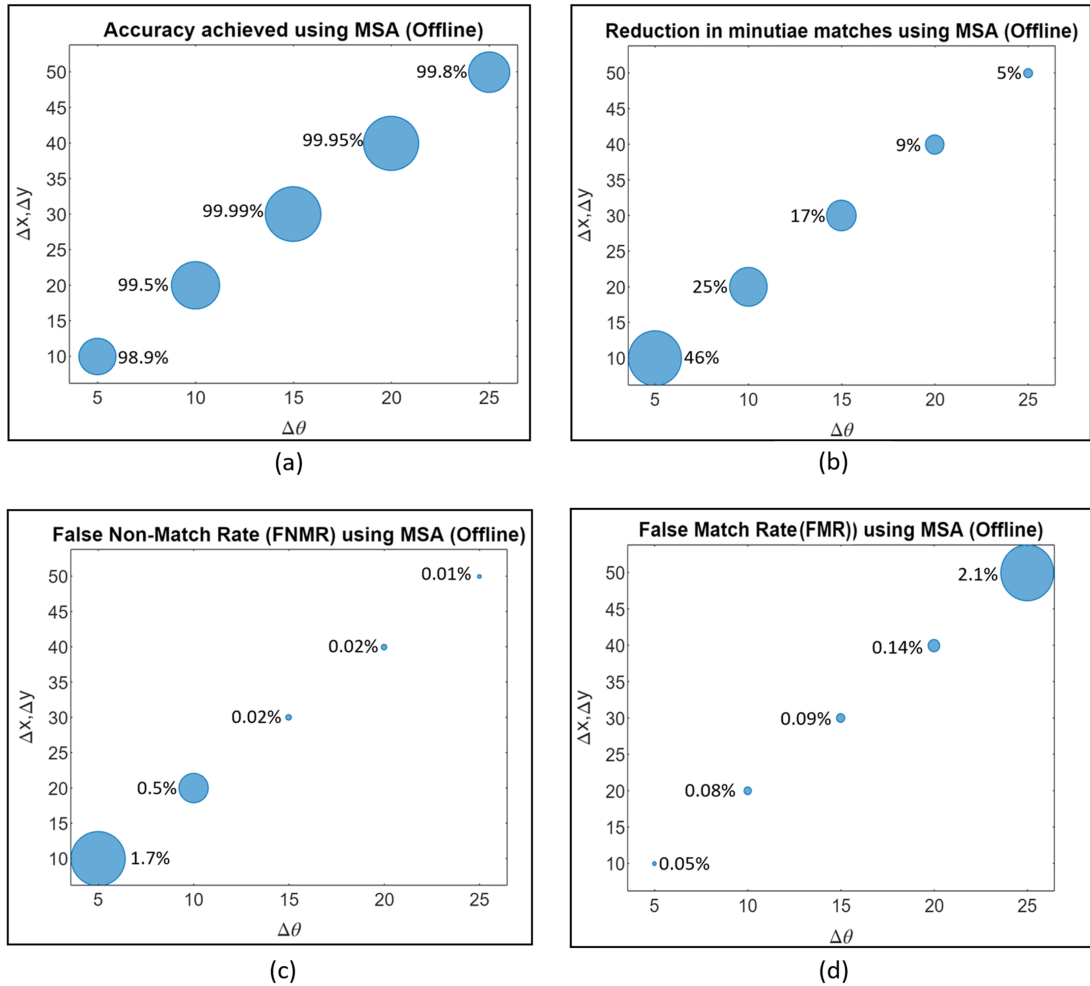 Accuracy achieved using MSA (Offline)
50
45
40
35
30
25
20
15
10
99.8%
99.95%
99.99%
99.5%
98.9%
Δx,Δy
5 10 15 20 25
Δθ
(a)
Reduction in minutiae matches using MSA (Offline)
50
45
40
35
30
25
20
15
10
5%
9%
17%
25%
46%
Δx,Δy
5 10 15 20 25
Δθ
(b)
False Non-Match Rate (FNMR) using MSA (Offline)
50
45
40
35
30
25
20
15
10
0.01%
0.02%
0.02%
0.5%
1.7%
Δx,Δy
5 10 15 20 25
Δθ
(c)
False Match Rate(FMR)) using MSA (Offline)
50
45
40
35
30
25
20
15
10
2.1%
0.14%
0.09%
0.08%
0.05%
Δx,Δy
5 10 15 20 25
Δθ
(d)